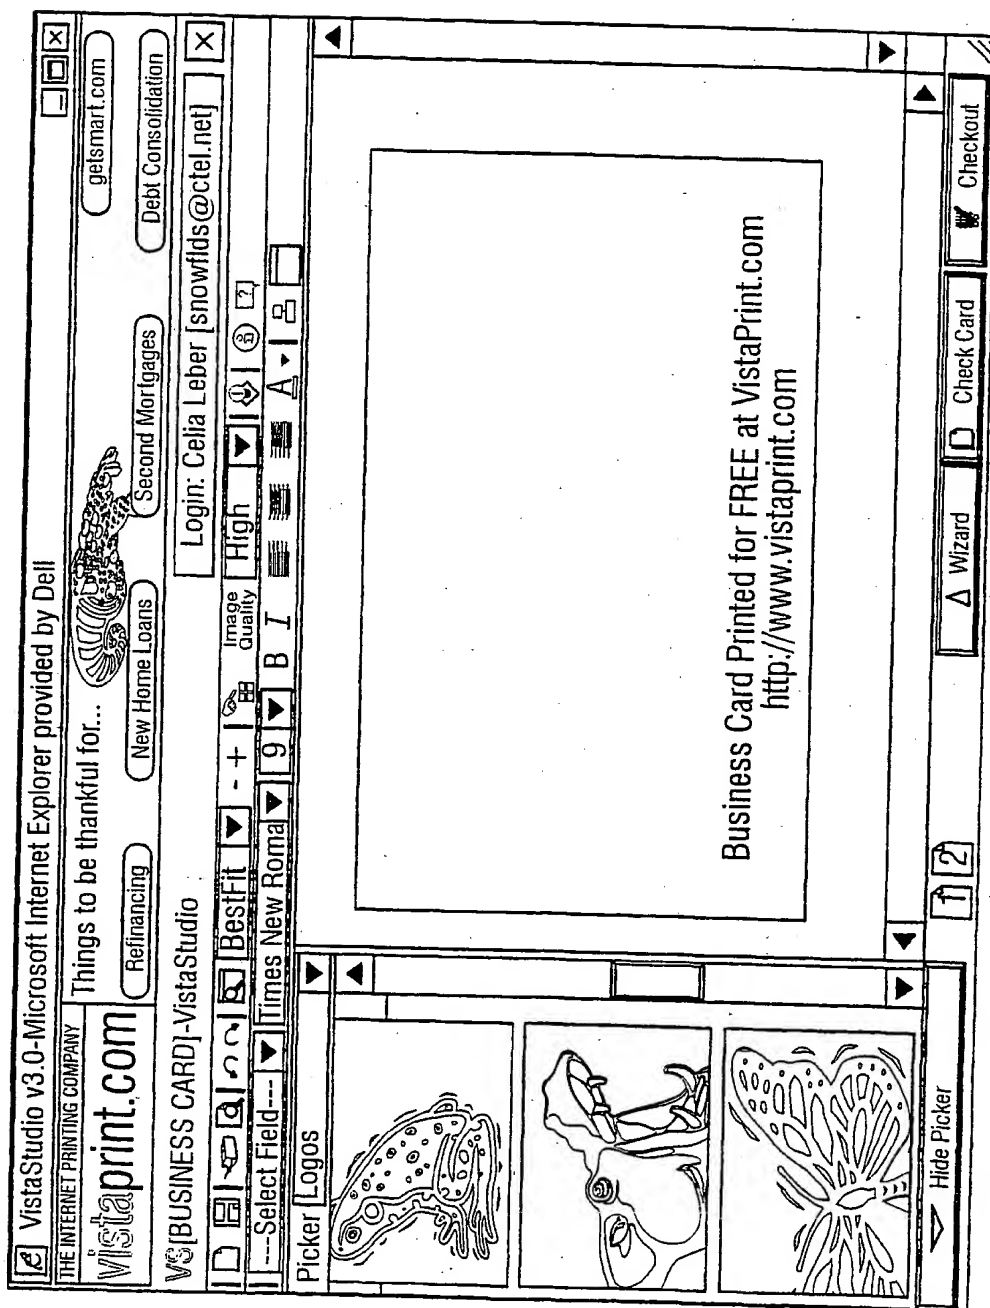 VistaStudio v3.0-Microsoft Internet Explorer provided by Dell
THE INTERNET PRINTING COMPANY
Vistaprint.com
Things to be thankful for...
getsmart.com
Refinancing
New Home Loans
Second Mortgages
Debt Consolidation
VS[BUSINESS CARD]-VistaStudio
Login: Celia Leber [snowflds@ctel.net]
BestFit
- +
Image
Quality
High
?
----Select Field----
Times New Roma
9
B I
A
Picker Logos
Business Card Printed for FREE at VistaPrint.com
http://www.vistaprint.com
Hide Picker
1 2
Wizard
Check Card
Checkout